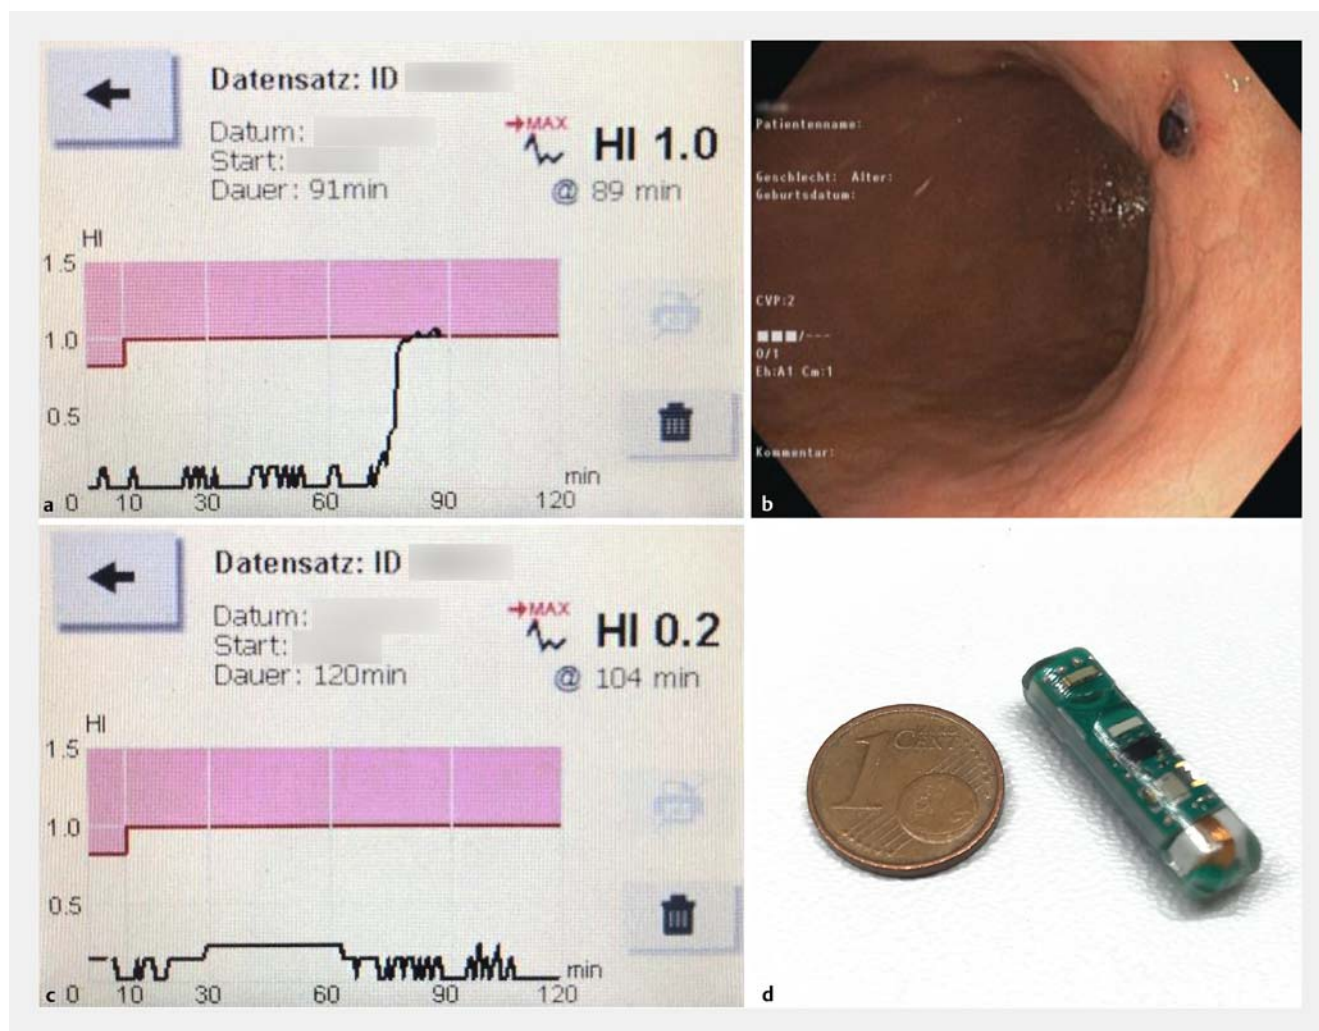 Datensatz: ID
Datum:
Start:
Dauer: 91min
→MAX
HI 1.0
@ 89 min
HI
1.5
1.0
0.5
min
a 0 10 30 60 90 120
Patientenname:
Geschlecht: Alter:
Geburtsdatum:
CVP:2
■■■/---
0/1
Eh:A1 Cm:1
Kommentar:
b
Datensatz: ID
Datum:
Start:
Dauer: 120min
→MAX
HI 0.2
@ 104 min
HI
1.5
1.0
0.5
min
c 0 10 30 60 90 120
1
CENT
d